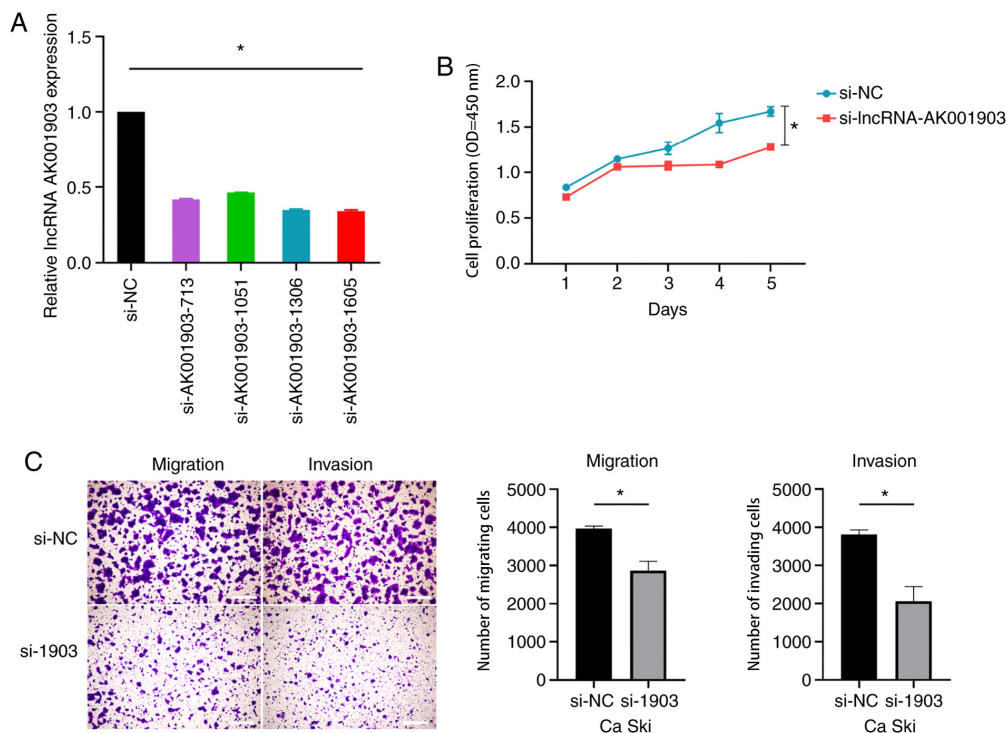 A
Relative lncRNA AK001903 expression
1.5
1.0
0.5
0.0
*
si-NC
si-AK001903-713
si-AK001903-1051
si-AK001903-1306
si-AK001903-1605
B
Cell proliferation (OD=450 nm)
2.0
1.5
1.0
0.5
0.0
1 2 3 4 5
Days
si-NC
si-lncRNA-AK001903
*
C
Migration Invasion
si-NC
si-1903
Migration
Number of migrating cells
5000
4000
3000
2000
1000
0
*
si-NC si-1903
Ca Ski
Invasion
Number of invading cells
5000
4000
3000
2000
1000
0
*
si-NC si-1903
Ca Ski